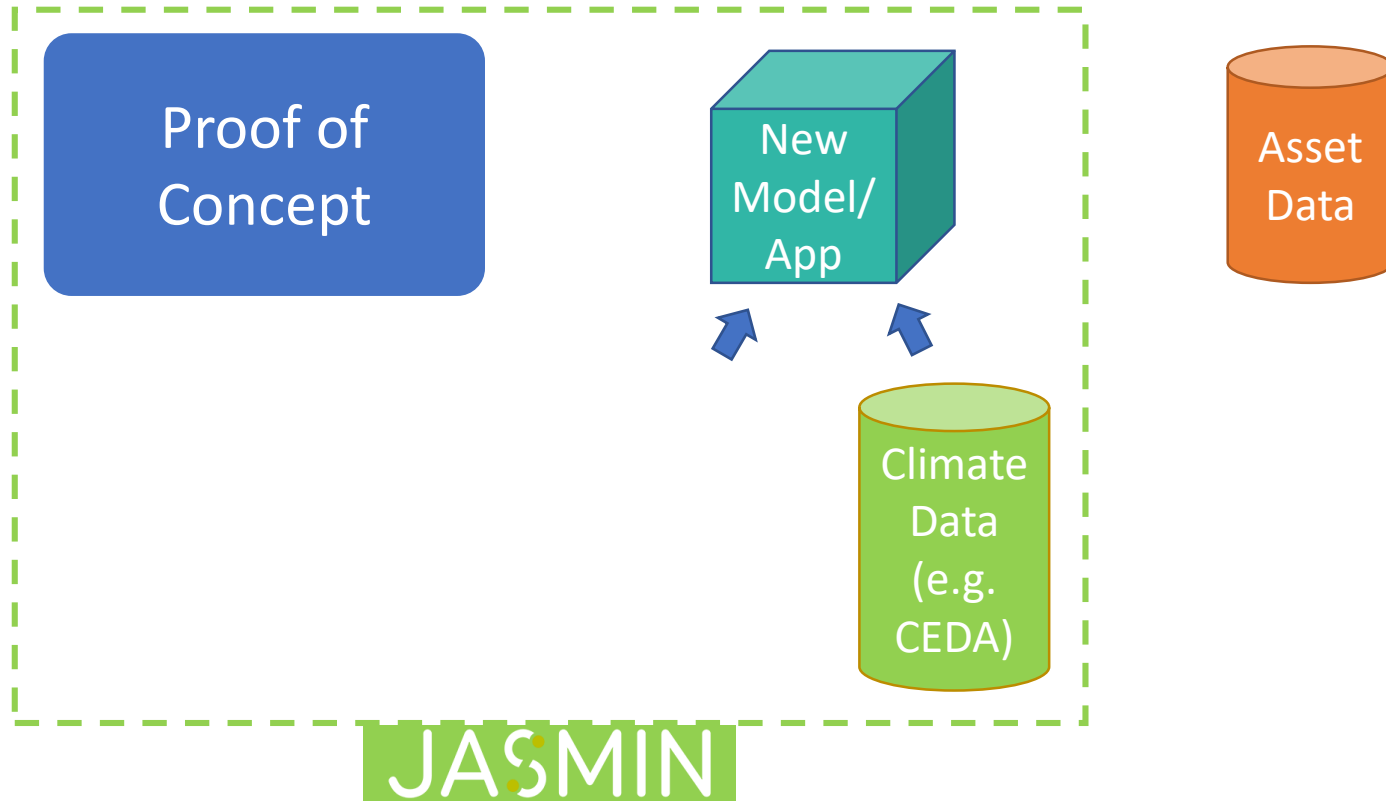 Proof of
Concept
New
Model/
App
Asset
Data
Climate
Data
(e.g.
CEDA)
JASMIN